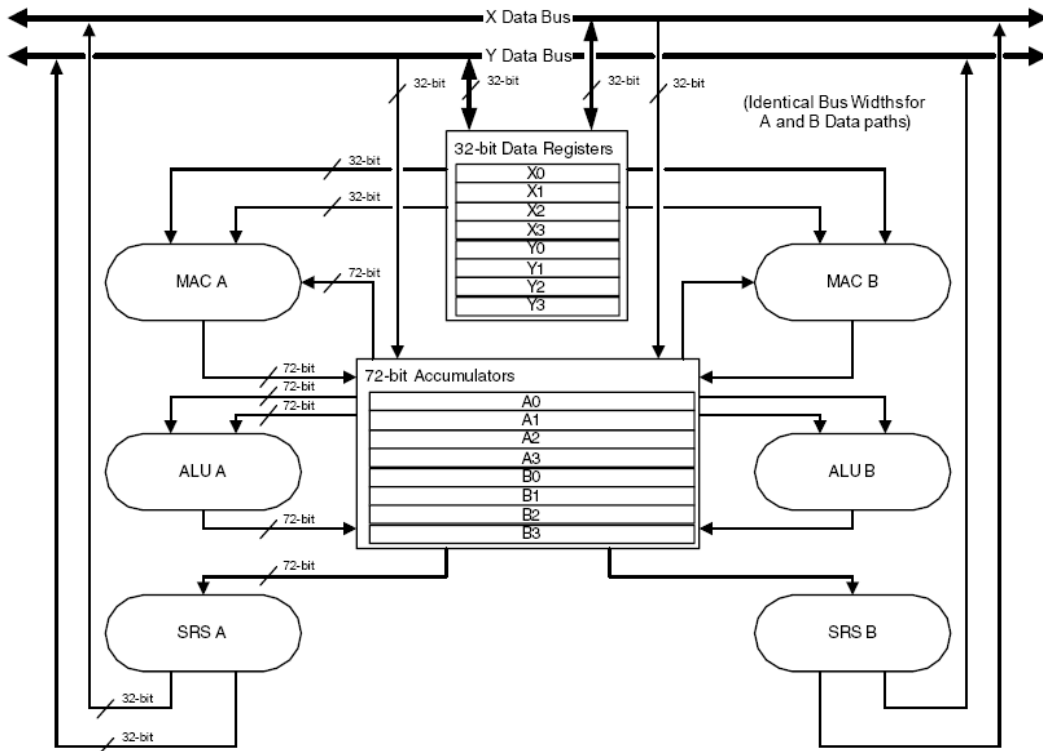 X Data Bus
Y Data Bus
32-bit
32-bit
32-bit
32-bit
(Identical Bus Widths for
A and B Data paths)
32-bit Data Registers
X0
X1
X2
X3
Y0
Y1
Y2
Y3
32-bit
32-bit
MAC A
72-bit
MAC B
72-bit
72-bit Accumulators
A0
A1
A2
A3
B0
B1
B2
B3
72-bit
72-bit
ALU A
ALU B
72-bit
72-bit
SRS A
SRS B
32-bit
32-bit